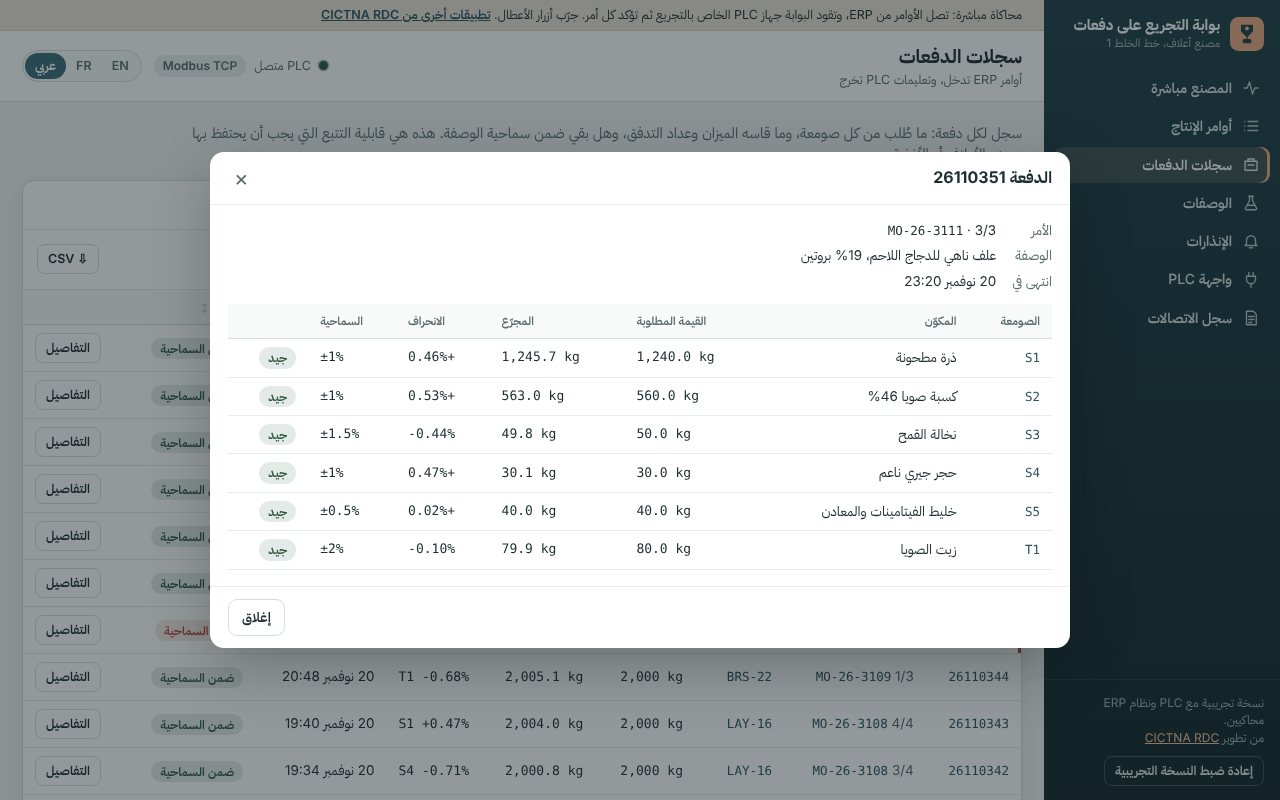 محاكاة مباشرة: تصل الأوامر من ERP، وتقود البوابة جهاز PLC الخاص بالتجريع ثم تؤكد كل أمر. جرّب أزرار الأعطال. تطبيقات أخرى من CICTNA RDC
بوابة التجريع على دفعات
مصنع أعلاف، خط الخلط 1
المصنع مباشرة
أوامر الإنتاج
سجلات الدفعات
الوصفات
الإنذارات
واجهة PLC
سجل الاتصالات
نسخة تجريبية مع PLC ونظام ERP
محاكيين.
من تطوير CICTNA RDC
إعادة ضبط النسخة التجريبية
سجلات الدفعات
أوامر ERP تدخل، وتعليمات PLC تخرج
PLC متصل
Modbus TCP
EN FR عربي
سجل لكل دفعة: ما طُلب من كل صومعة، وما قاسه الميزان وعداد التدفق، وهل بقي ضمن سماحية الوصفة. هذه هي قابلية التتبع التي يجب أن يحتفظ بها
CSV ⇩
الدفعة 26110351
×
الأمر MO-26-3111 · 3/3
الوصفة علف ناهي للدجاج اللاحم، 19% بروتين
انتهى في 20 نوفمبر 23:20
الصومعة المكوّن القيمة المطلوبة المجرّع الانحراف السماحية
S1 ذرة مطحونة 1,240.0 kg 1,245.7 kg 0.46%+ ±1% جيد
S2 كسبة صويا 46% 560.0 kg 563.0 kg 0.53%+ ±1% جيد
S3 نخالة القمح 50.0 kg 49.8 kg -0.44% ±1.5% جيد
S4 حجر جيري ناعم 30.0 kg 30.1 kg 0.47%+ ±1% جيد
S5 خليط الفيتامينات والمعادن 40.0 kg 40.0 kg 0.02%+ ±0.5% جيد
T1 زيت الصويا 80.0 kg 79.9 kg -0.10% ±2% جيد
إغلاق
السماحية التفاصيل
السماحية التفاصيل
السماحية التفاصيل
السماحية التفاصيل
السماحية التفاصيل
السماحية التفاصيل
السماحية التفاصيل
26110344 MO-26-3109 1/3 BRS-22 2,000 kg 2,005.1 kg T1 -0.68% 20 نوفمبر 20:48 ضمن السماحية التفاصيل
26110343 MO-26-3108 4/4 LAY-16 2,000 kg 2,004.0 kg S1 +0.47% 20 نوفمبر 19:40 ضمن السماحية التفاصيل
26110342 MO-26-3108 3/4 LAY-16 2,000 kg 2,000.8 kg S4 -0.71% 20 نوفمبر 19:34 ضمن السماحية التفاصيل